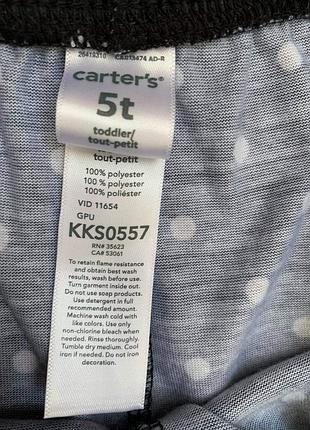 26419310 CAR13474 AD-R
carter's®
5t
toddler/
tout-petit
tout-petit
100% polyester
100 % polyester
100% poliéster
VID 11654
GPU
KKS0557
RN# 35623
CA# 53061
To retain flame resistance
and obtain best wash
results, wash before use.
Turn garment inside out.
Do not use soap products.
Use detergent in full
recommended amount.
Machine wash cold with
like colors. Use only
non-chlorine bleach when
needed. Rinse thoroughly.
Tumble dry medium. Cool
iron if needed. Do not iron
decoration.